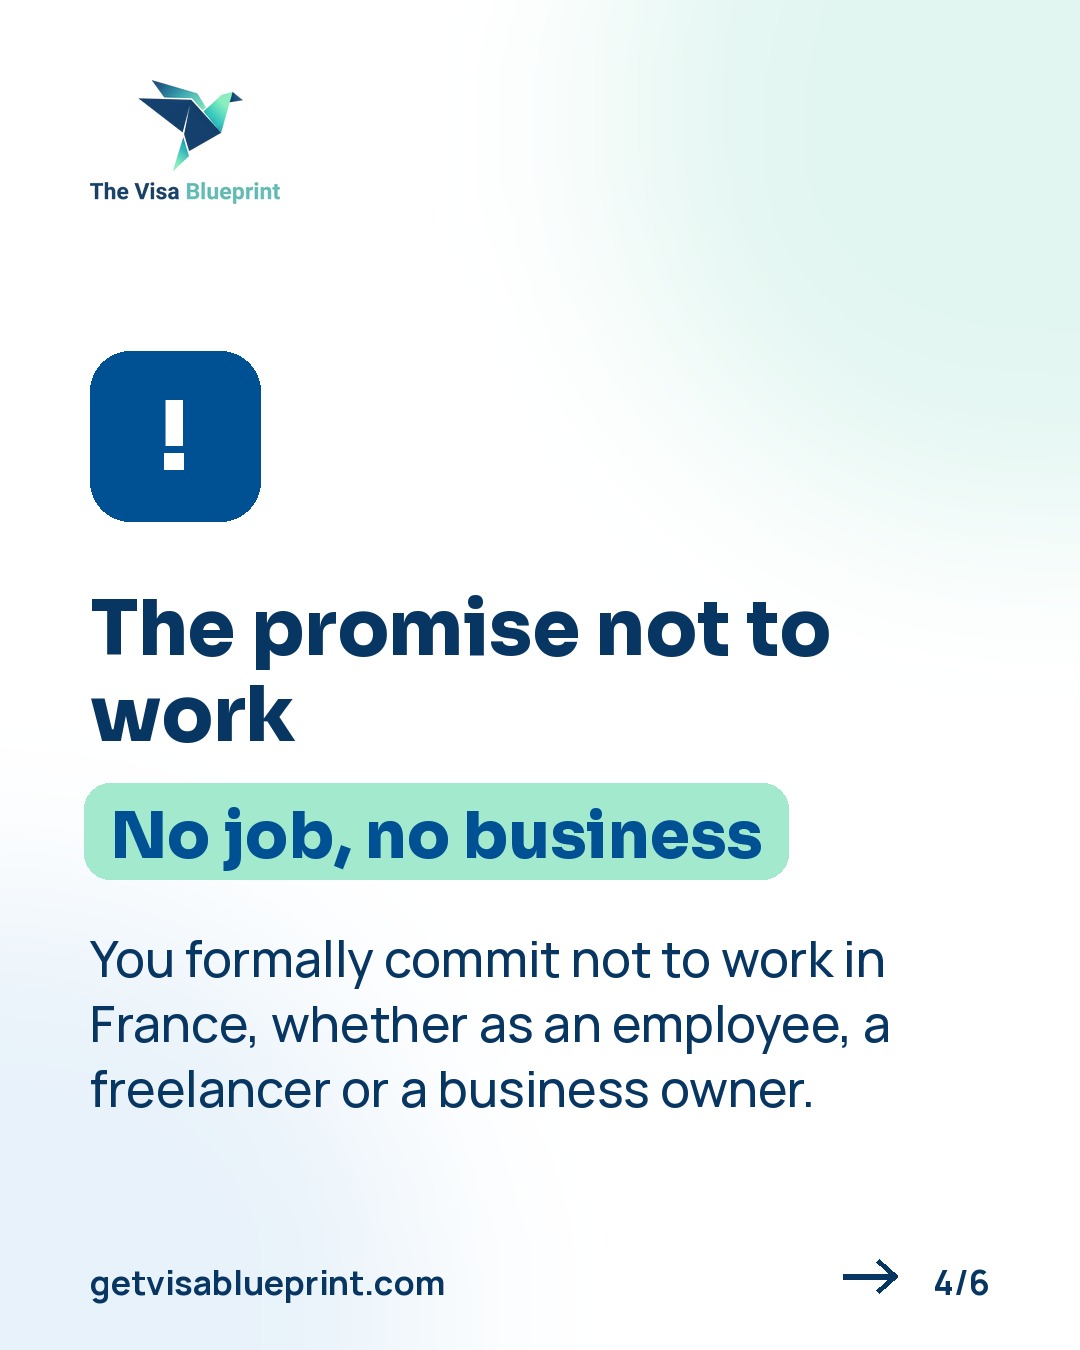 The Visa Blueprint
!
The promise not to
work
No job, no business
You formally commit not to work in
France, whether as an employee, a
freelancer or a business owner.
getvisablueprint.com
→ 4/6